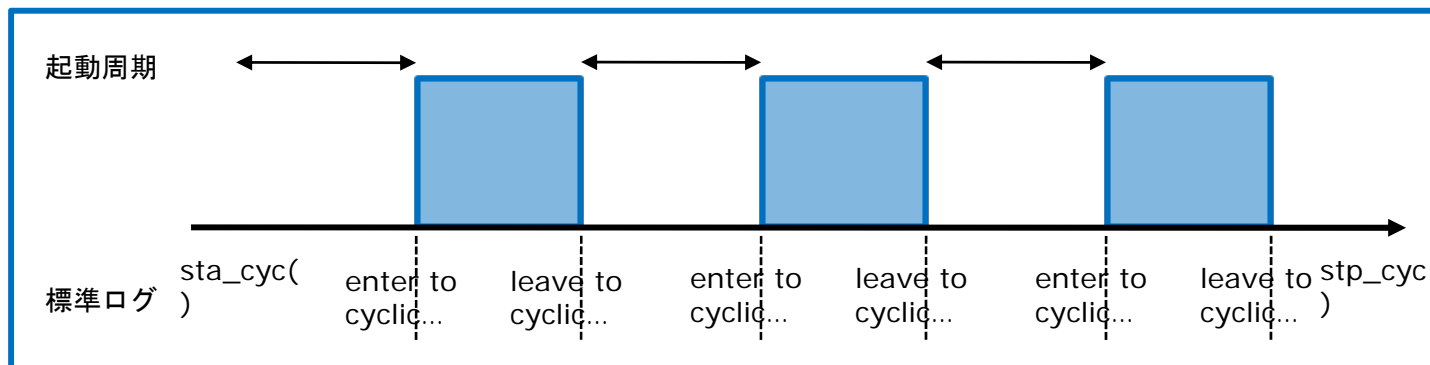 起動周期
標準ログ
sta_cyc(
)
enter to
cyclic...
leave to
cyclic...
enter to
cyclic...
leave to
cyclic...
enter to
cyclic...
leave to
cyclic...
stp_cyc
)